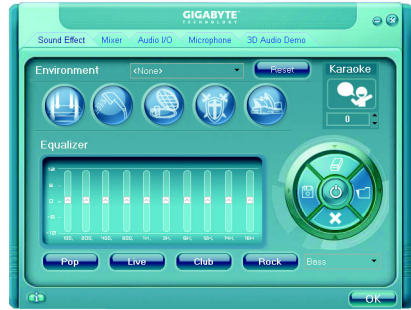 GIGABYTE
TECHNOLOGY
Sound Effect Mixer Audio I/O Microphone 3D Audio Demo
Environment <None> Reset Karaoke
0
Equalizer
Pop Live Club Rock Bass
OK